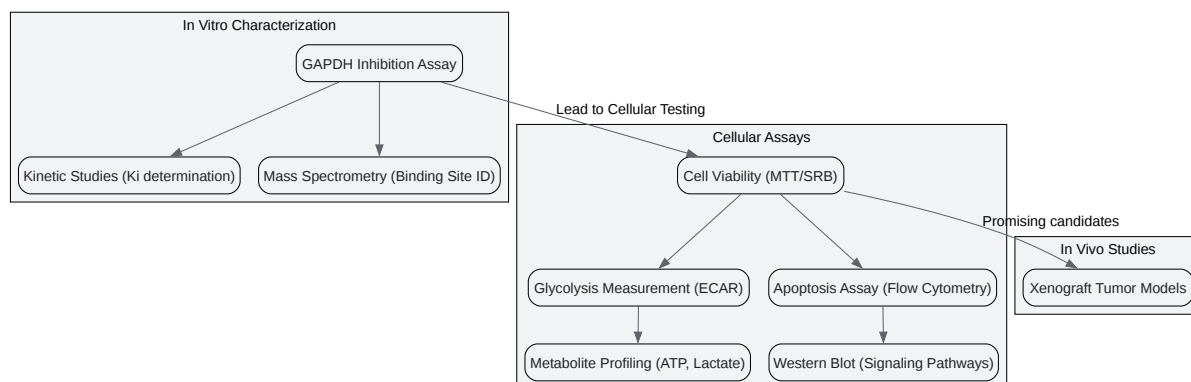 In Vitro Characterization
GAPDH Inhibition Assay
Lead to Cellular Testing
Cellular Assays
Kinetic Studies (Ki determination)
Mass Spectrometry (Binding Site ID)
Cell Viability (MTT/SRB)
Promising candidates
In Vivo Studies
Glycolysis Measurement (ECAR)
Apoptosis Assay (Flow Cytometry)
Xenograft Tumor Models
Metabolite Profiling (ATP, Lactate)
Western Blot (Signaling Pathways)